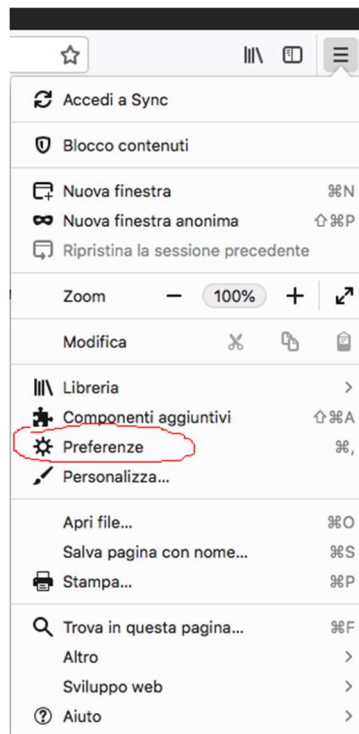 Accedi a Sync
Blocco contenuti
Nuova finestra ⌘N
Nuova finestra anonima ⇧⌘P
Ripristina la sessione precedente
Zoom − 100% +
Modifica
Libreria >
Componenti aggiuntivi ⇧⌘A
Preferenze ⌘,
Personalizza...
Apri file... ⌘O
Salva pagina con nome... ⌘S
Stampa... ⌘P
Trova in questa pagina... ⌘F
Altro >
Sviluppo web >
Aiuto >